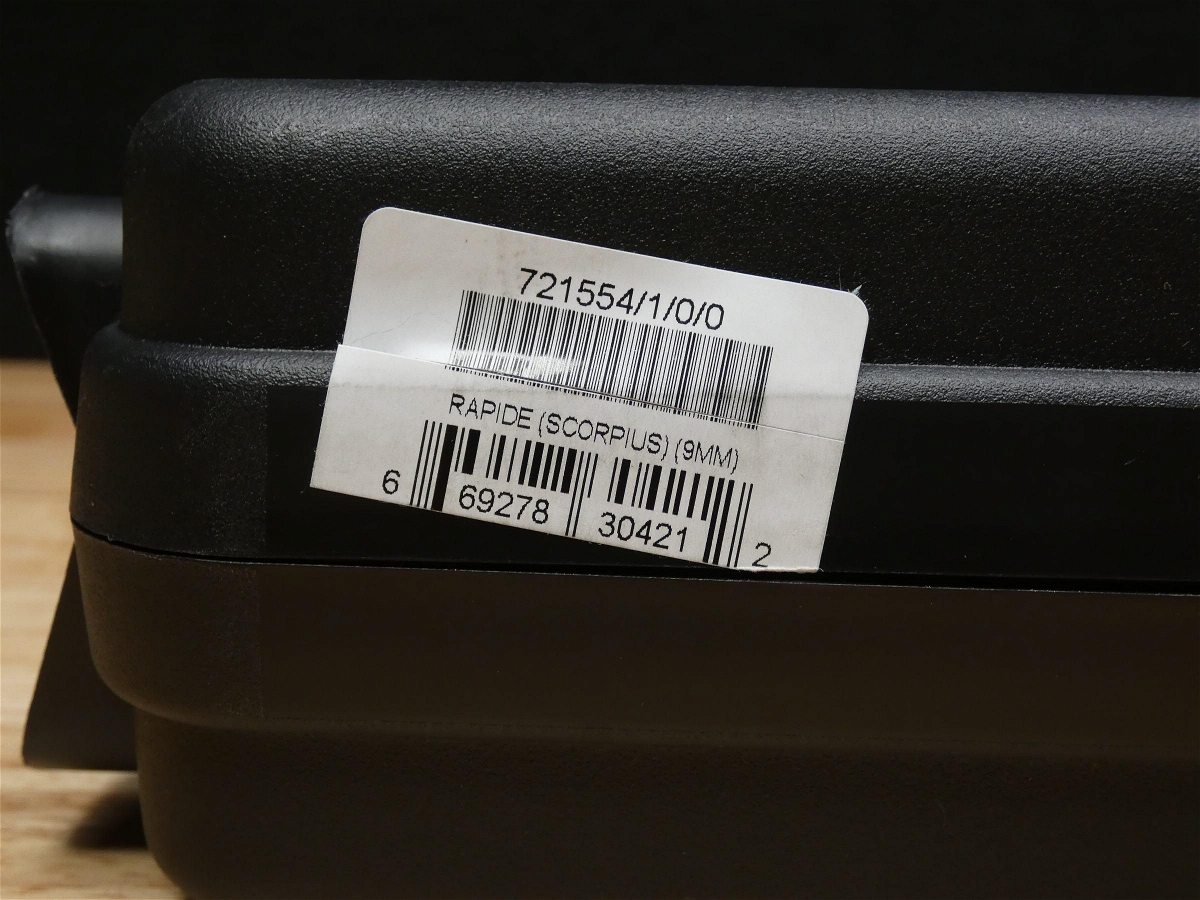 721554/1/0/0
RAPIDE (SCORPIUS) (9MM)
6 69278 30421 2